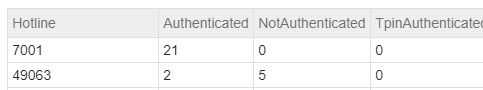 Hotline Authenticated NotAuthenticated TpinAuthenticated
7001 21 0 0
49063 2 5 0